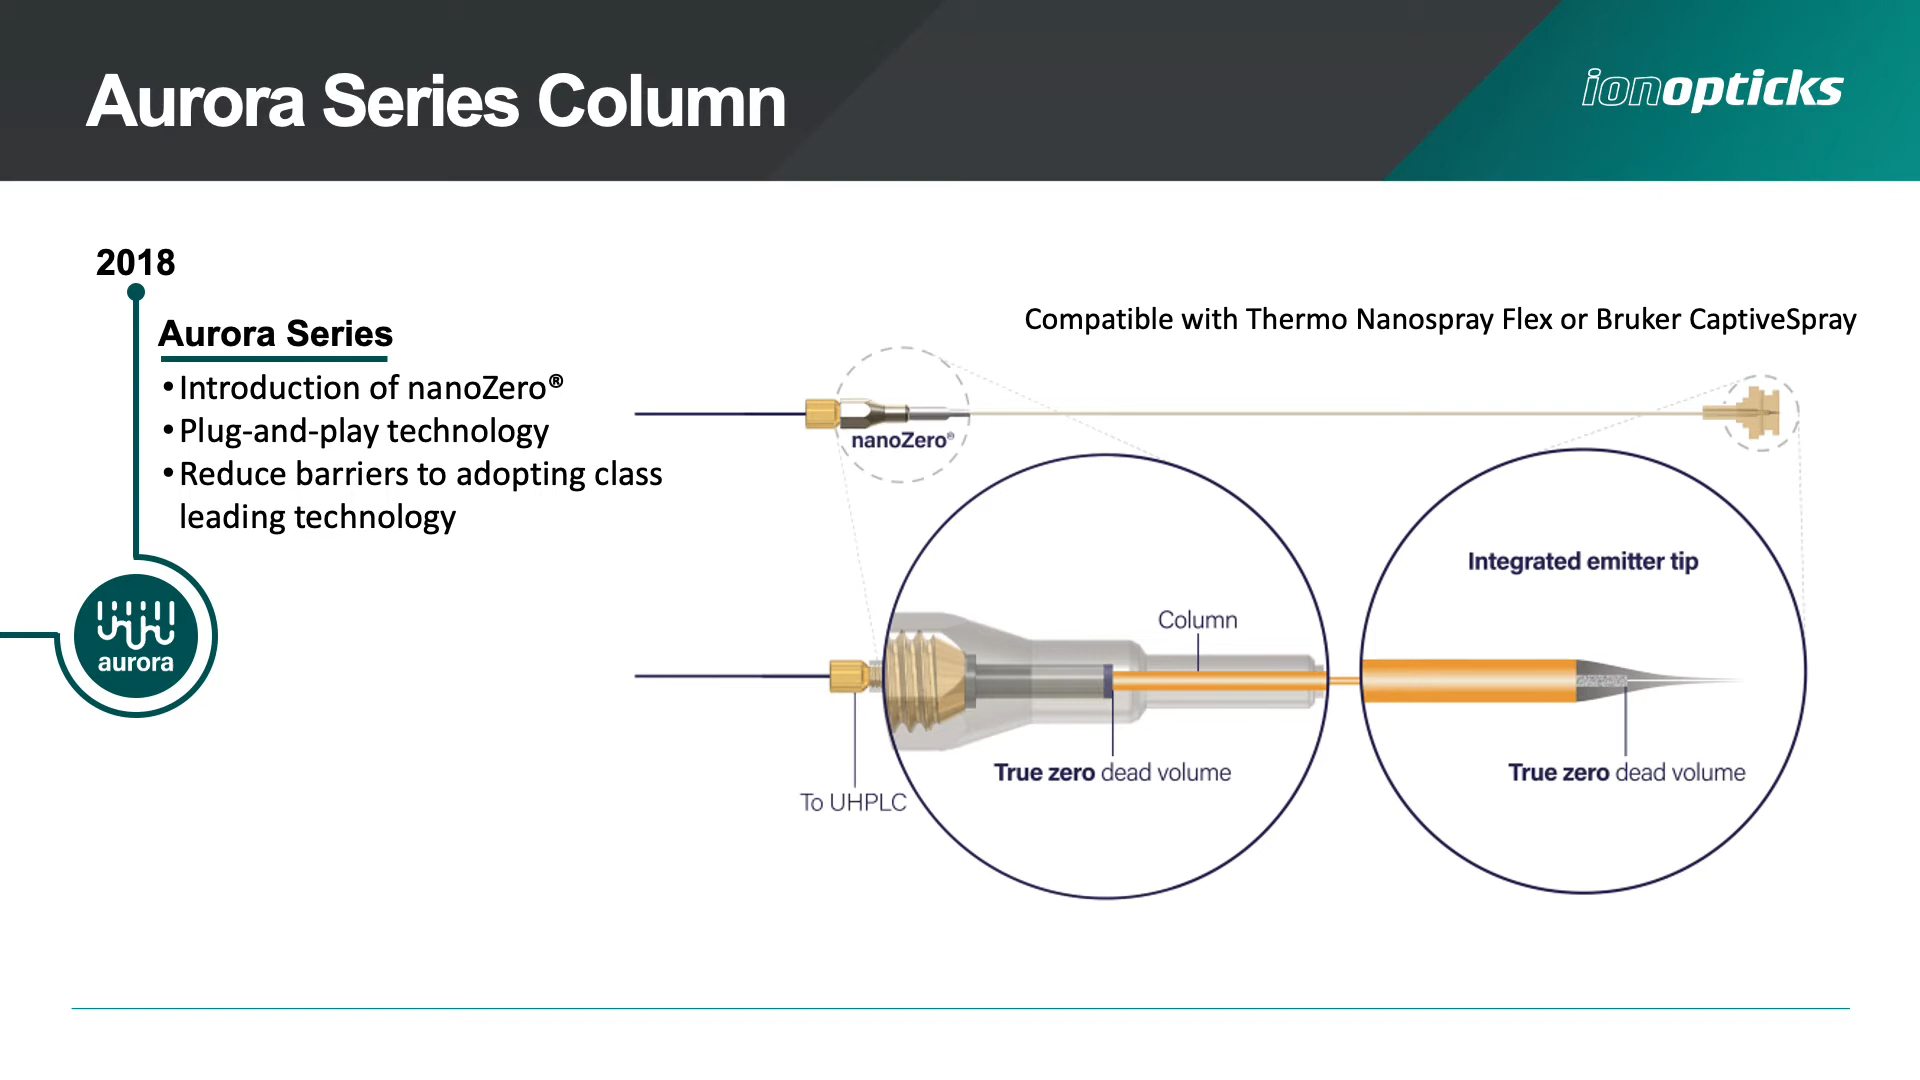 Aurora Series Column
ionopticks
2018
Aurora Series
•Introduction of nanoZero®
•Plug-and-play technology
•Reduce barriers to adopting class
leading technology
aurora
Compatible with Thermo Nanospray Flex or Bruker CaptiveSpray
nanoZero®
Integrated emitter tip
Column
True zero dead volume
True zero dead volume
To UHPLC